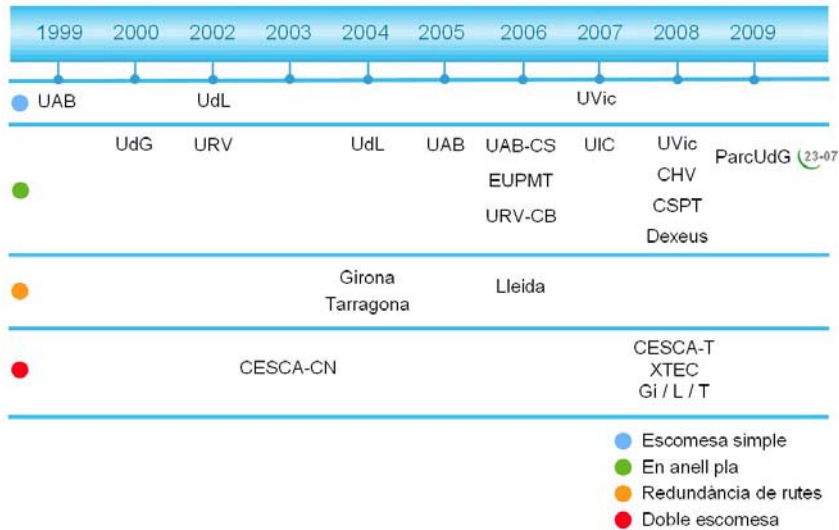 1999 2000 2002 2003 2004 2005 2006 2007 2008 2009
UAB UdL UVic
UdG URV UdL UAB UAB-CS UIC UVic ParcUdG 23-07
EUPMT CHV
URV-CB CSPT
Dexeus
Girona Lleida
Tarragona
CESCA-CN CESCA-T
XTEC
Gi / L / T
Escomesa simple
En anell pla
Redundància de rutes
Doble escomesa